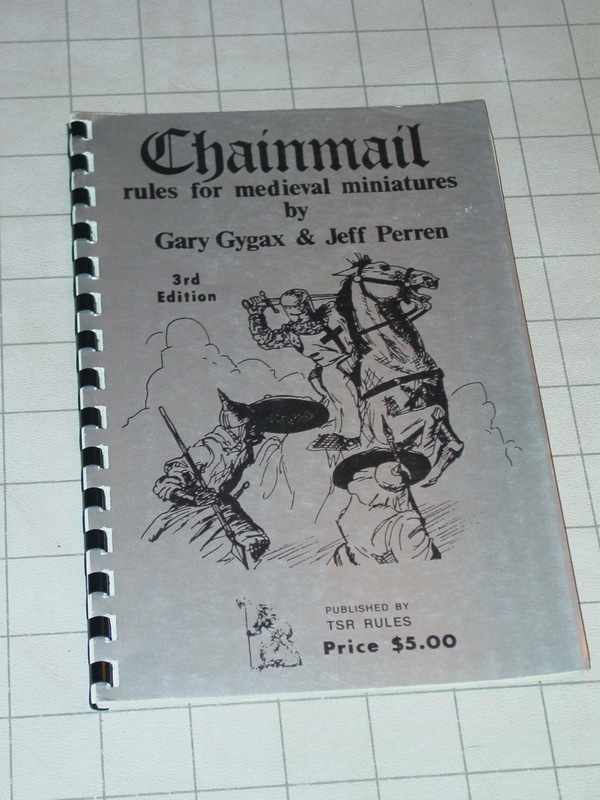 Chainmail
rules for medieval miniatures
by
Gary Gygax & Jeff Perren
3rd
Edition
PUBLISHED BY
TSR RULES
Price $5.00